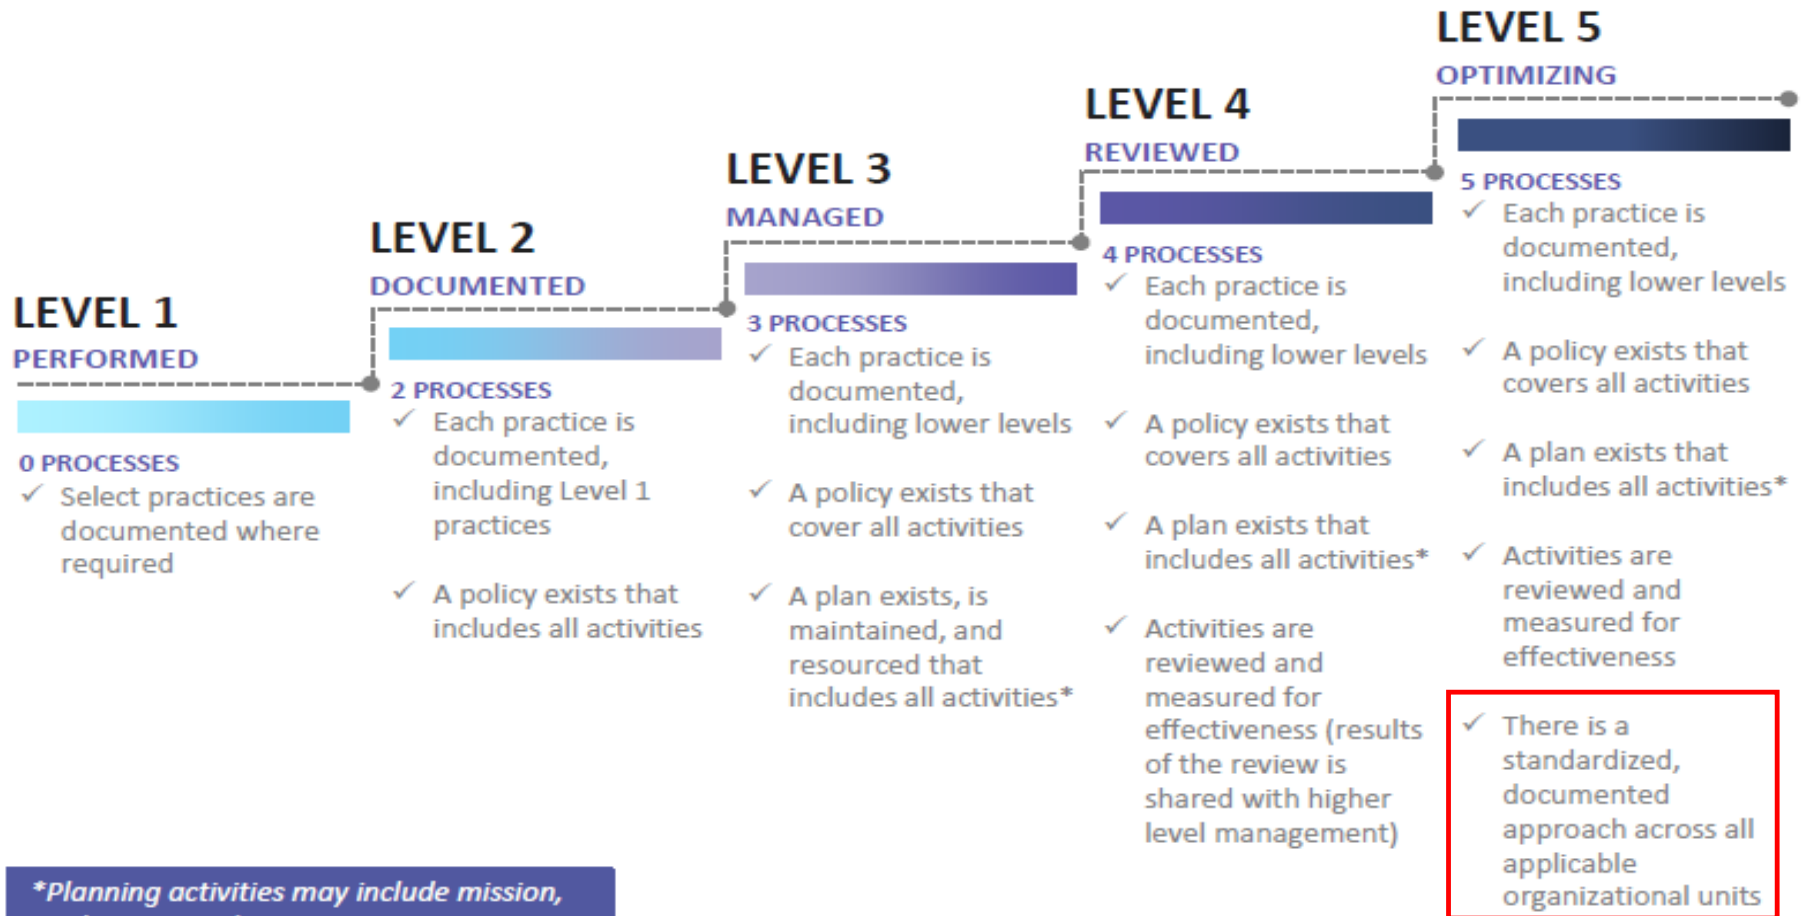 LEVEL 1
PERFORMED
0 PROCESSES
✓ Select practices are
documented where
required
LEVEL 2
DOCUMENTED
2 PROCESSES
✓ Each practice is
documented,
including Level 1
practices
✓ A policy exists that
includes all activities
LEVEL 3
MANAGED
3 PROCESSES
✓ Each practice is
documented,
including lower levels
✓ A policy exists that
cover all activities
✓ A plan exists, is
maintained, and
resourced that
includes all activities*
LEVEL 4
REVIEWED
4 PROCESSES
✓ Each practice is
documented,
including lower levels
✓ A policy exists that
covers all activities
✓ A plan exists that
includes all activities*
✓ Activities are
reviewed and
measured for
effectiveness (results
of the review is
shared with higher
level management)
LEVEL 5
OPTIMIZING
5 PROCESSES
✓ Each practice is
documented,
including lower levels
✓ A policy exists that
covers all activities
✓ A plan exists that
includes all activities*
✓ Activities are
reviewed and
measured for
effectiveness
✓ There is a
standardized,
documented
approach across all
applicable
organizational units
*Planning activities may include mission,